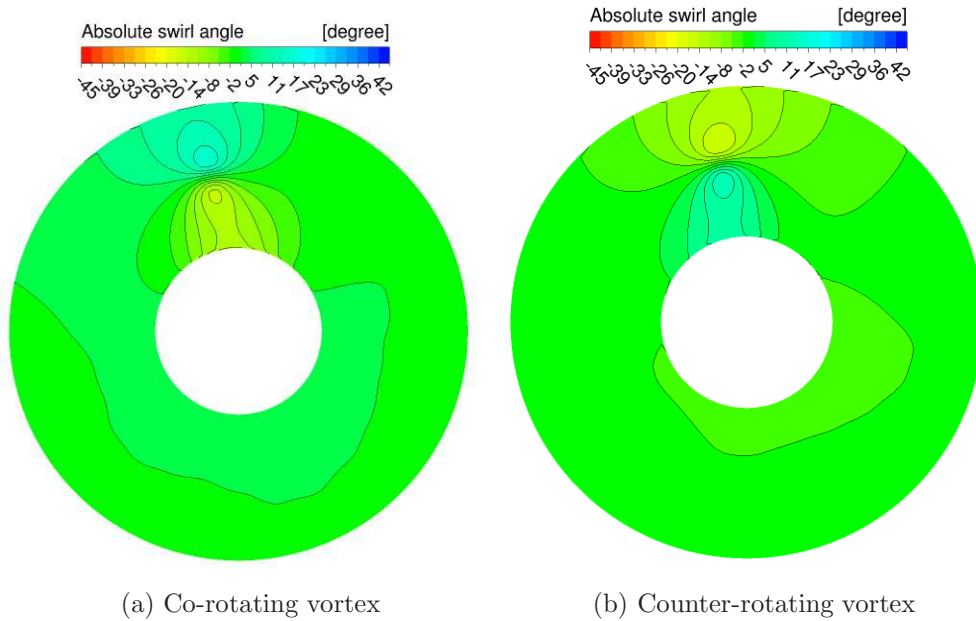 Absolute swirl angle [degree]
-45 -39 -33 -26 -20 -14 -8 -2 5 11 17 23 29 36 42
(a) Co-rotating vortex
Absolute swirl angle [degree]
-45 -39 -33 -26 -20 -14 -8 -2 5 11 17 23 29 36 42
(b) Counter-rotating vortex